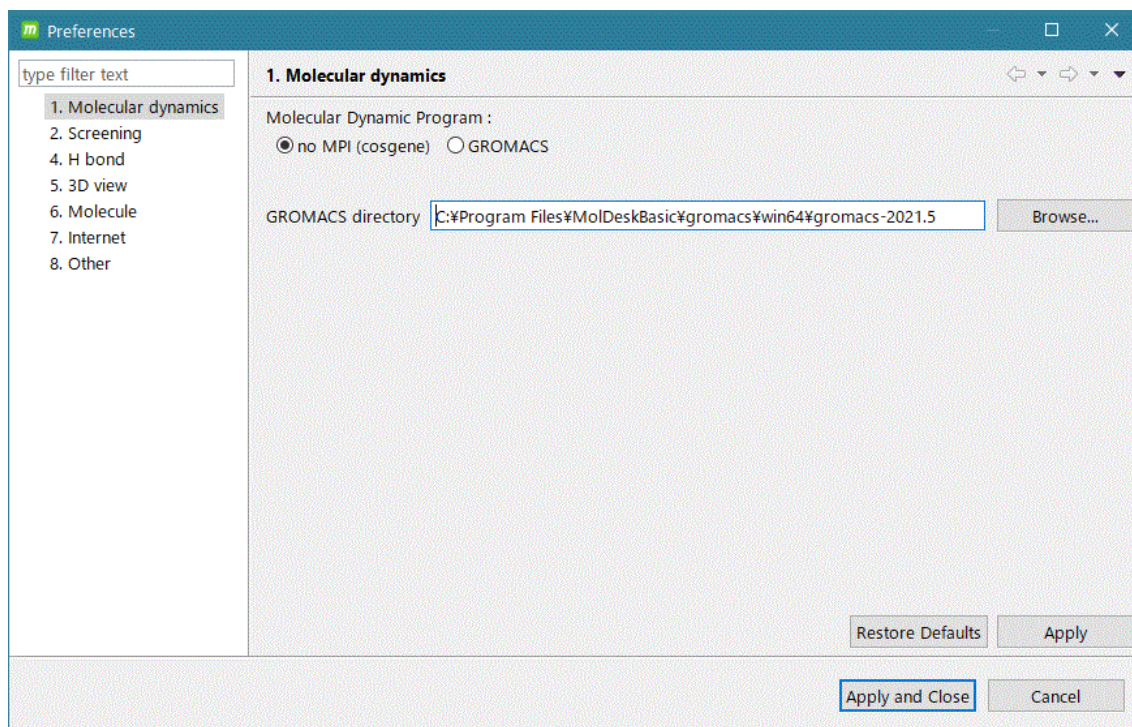 Preferences
type filter text
1. Molecular dynamics
2. Screening
4. H bond
5. 3D view
6. Molecule
7. Internet
8. Other
1. Molecular dynamics
Molecular Dynamic Program :
no MPI (cosgene) GROMACS
GROMACS directory C:¥Program Files¥MolDeskBasic¥gromacs¥win64¥gromacs-2021.5 Browse...
Restore Defaults Apply
Apply and Close Cancel